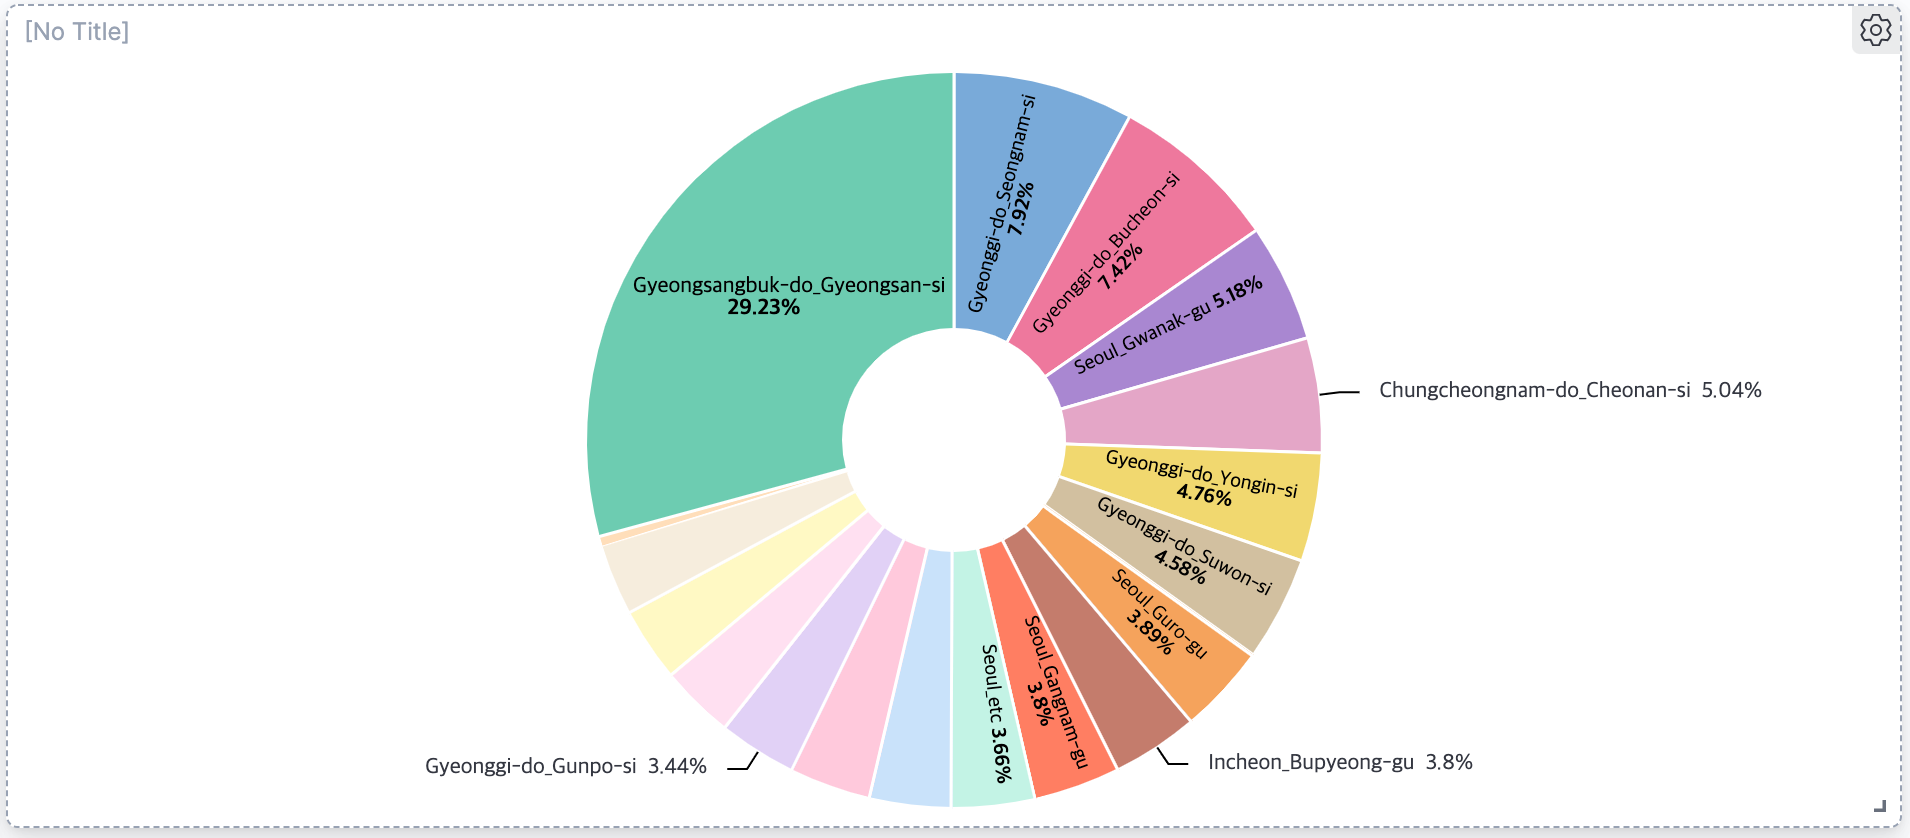 [No Title]
Gyeonggi-do_Seongnam-si
7.92%
Gyeonggi-do_Bucheon-si
7.42%
Seoul_Gwanak-gu 5.18%
Chungcheongnam-do_Cheonan-si 5.04%
Gyeonggi-do_Yongin-si
4.76%
Gyeonggi-do_Suwon-si
4.58%
Seoul_Guro-gu
3.89%
Incheon_Bupyeong-gu 3.8%
Seoul_Gangnam-gu
3.8%
Seoul_etc 3.66%
Gyeonggi-do_Gunpo-si 3.44%
Gyeongsangbuk-do_Gyeongsan-si
29.23%